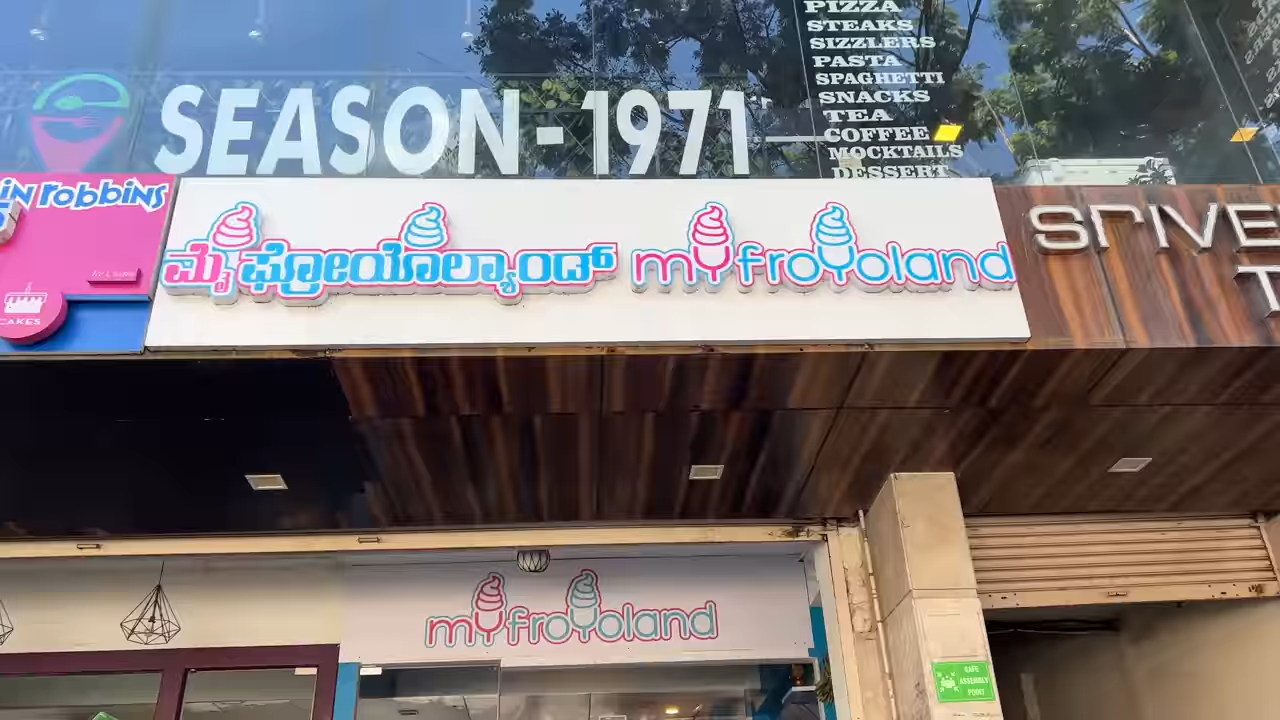 PIZZA
STEAKS
SIZZLERS
PASTA
SPAGHETTI
SNACKS
TEA
COFFEE
MOCKTAILS
DESSERT
SEASON - 1971
in robbins
CAKES
ಮೈ ಫ್ರೋಯೊಲ್ಯಾಂಡ್ myfroyoland
myfroyoland
SAFE
ASSEMBLY
POINT